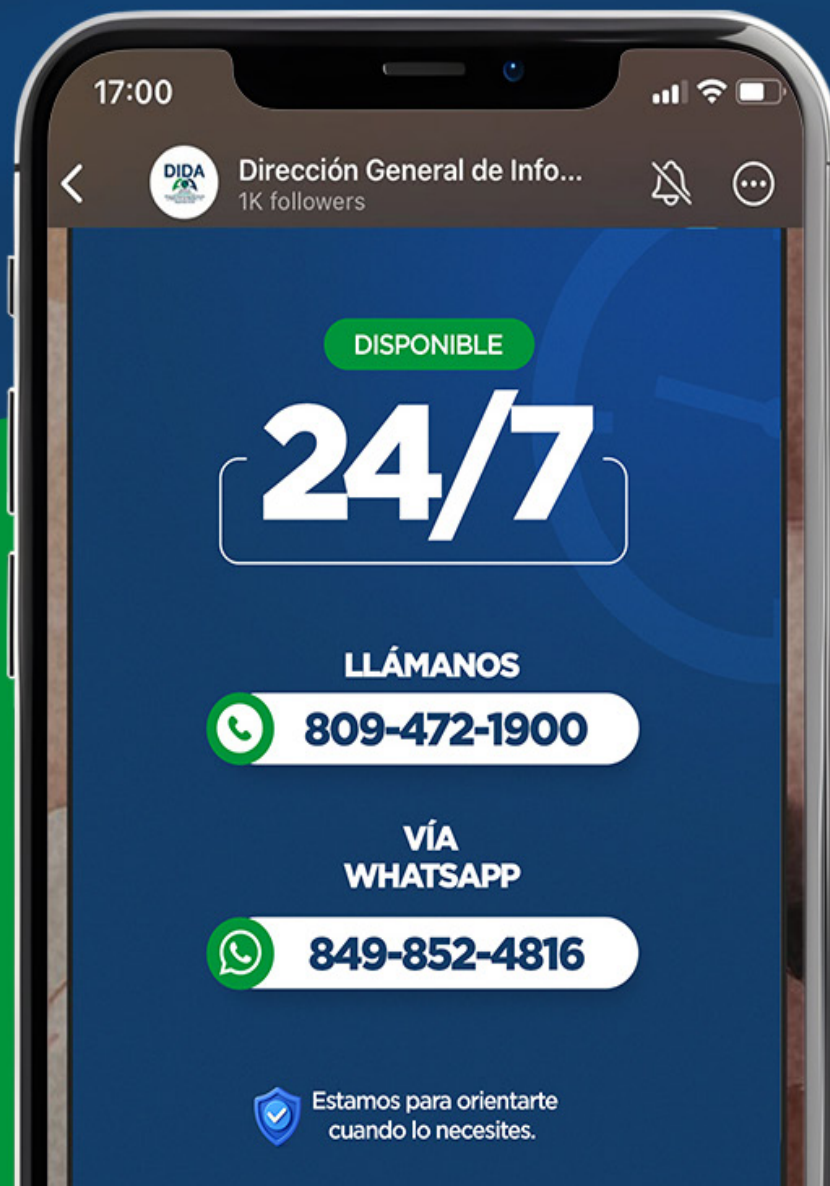 17:00
DIDA
Dirección General de Info...
1K followers
DISPONIBLE
24/7
LLÁMANOS
809-472-1900
VÍA
WHATSAPP
849-852-4816
Estamos para orientarte
cuando lo necesites.